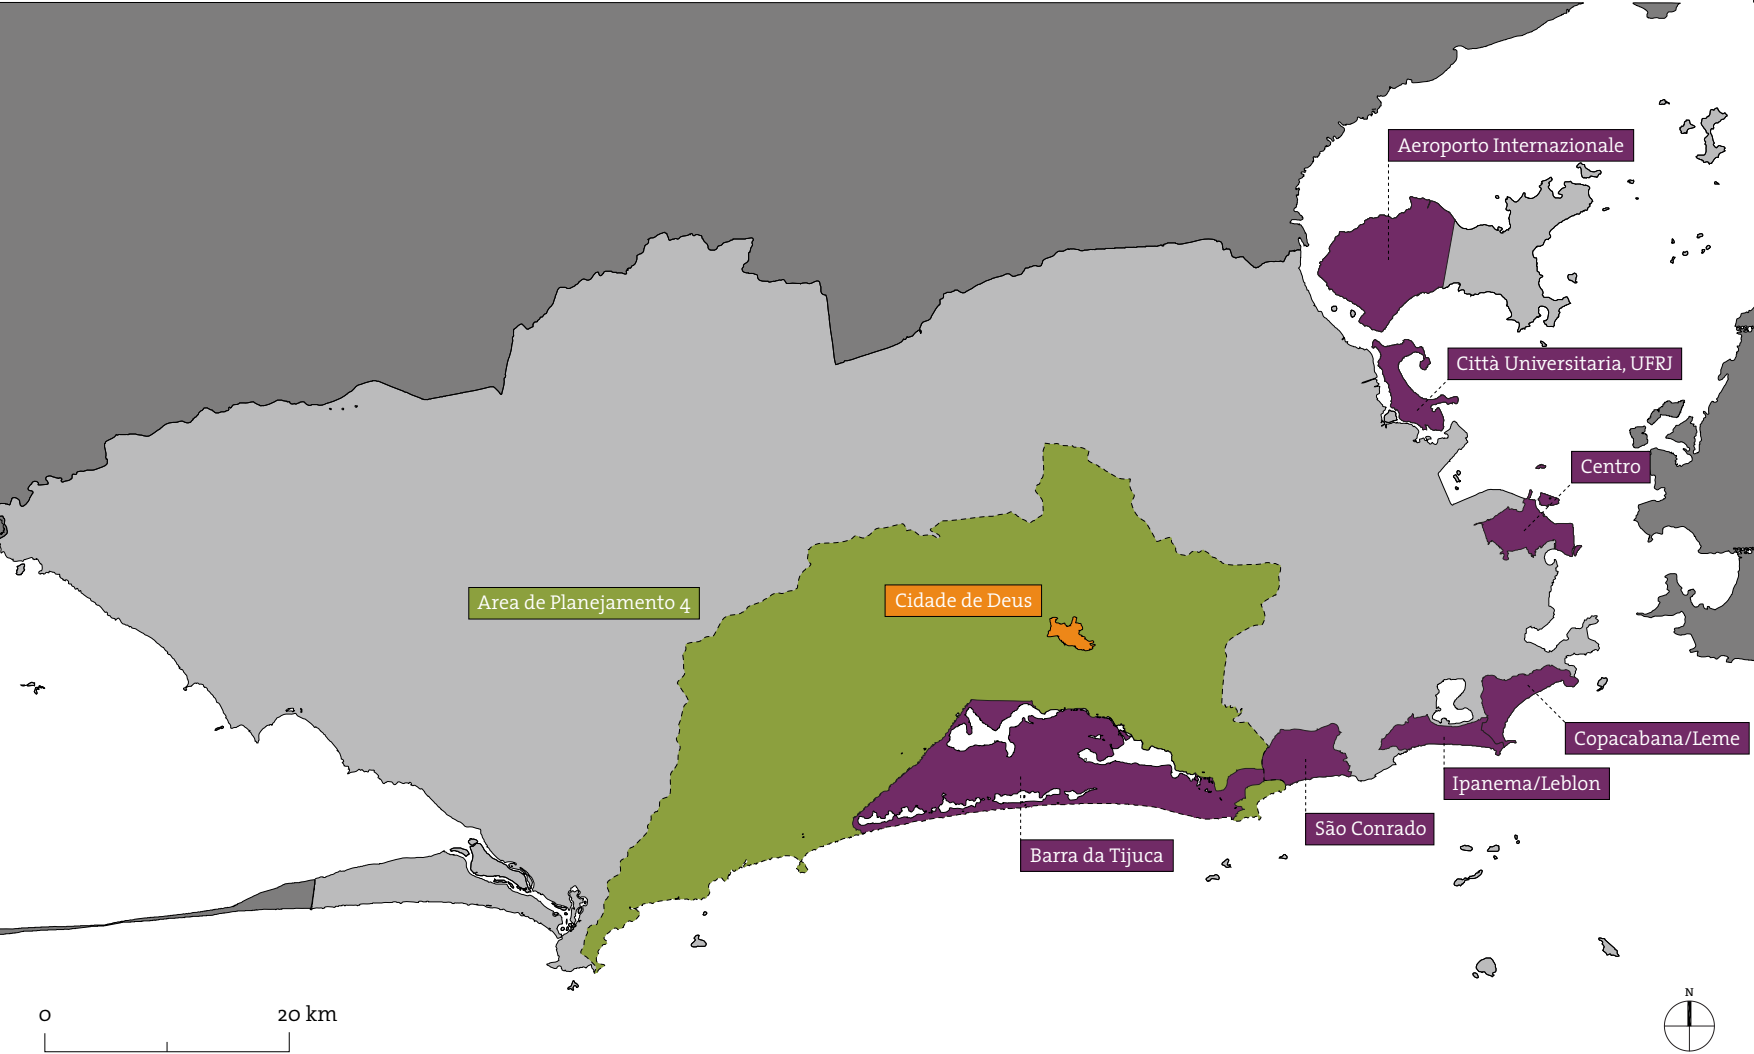 Aeroporto Internazionale
Città Universitaria, UFRJ
Centro
Area de Planejamento 4
Cidade de Deus
Copacabana/Leme
Ipanema/Leblon
São Conrado
Barra da Tijuca
0 20 km
N